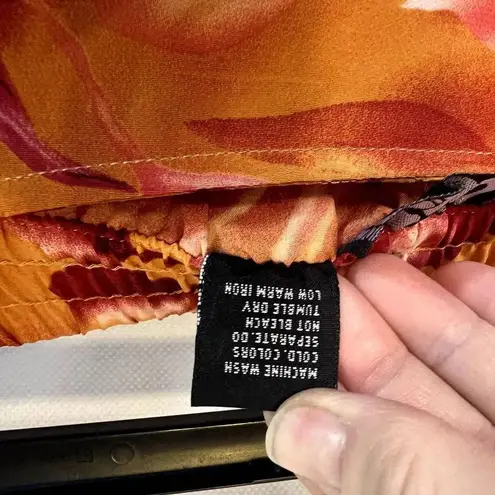 MACHINE WASH
COLD. COLORS
SEPARATE. DO
NOT BLEACH
TUMBLE DRY
LOW WARM IRON